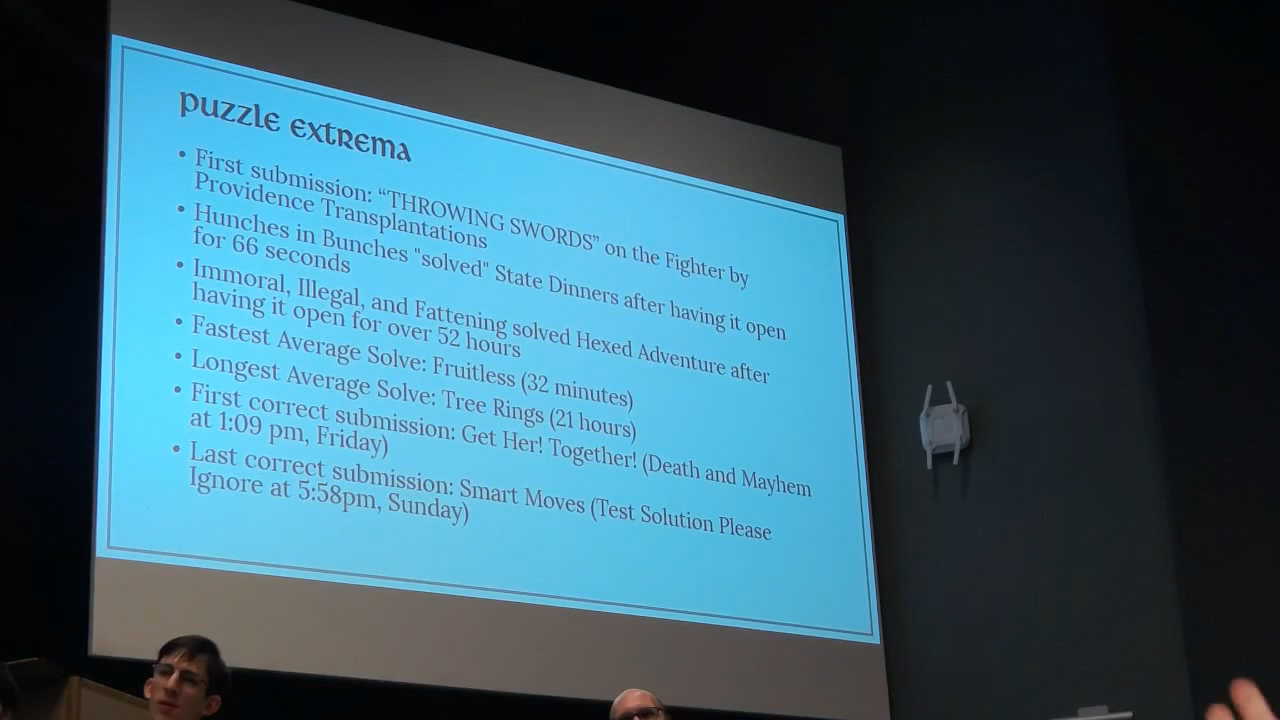 puzzle extrema
• First submission: “THROWING SWORDS” on the Fighter by
Providence Transplantations
• Hunches in Bunches "solved" State Dinners after having it open
for 66 seconds
• Immoral, Illegal, and Fattening solved Hexed Adventure after
having it open for over 52 hours
• Fastest Average Solve: Fruitless (32 minutes)
• Longest Average Solve: Tree Rings (21 hours)
• First correct submission: Get Her! Together! (Death and Mayhem
at 1:09 pm, Friday)
• Last correct submission: Smart Moves (Test Solution Please
Ignore at 5:58pm, Sunday)